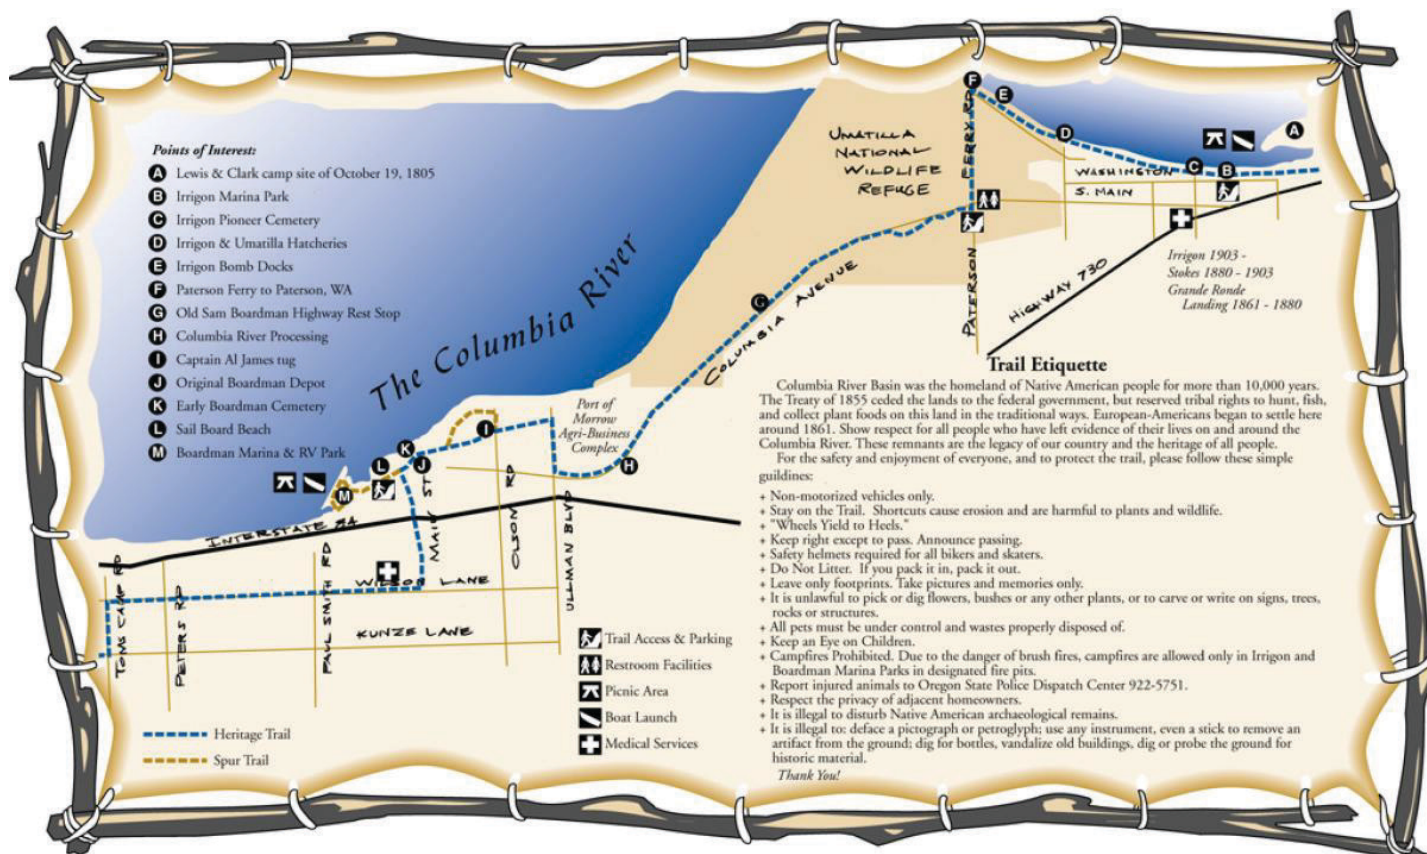 Points of Interest:
A Lewis & Clark camp site of October 19, 1805
B Irrigon Marina Park
C Irrigon Pioneer Cemetery
D Irrigon & Umatilla Hatcheries
E Irrigon Bomb Docks
F Paterson Ferry to Paterson, WA
G Old Sam Boardman Highway Rest Stop
H Columbia River Processing
I Captain Al James tug
J Original Boardman Depot
K Early Boardman Cemetery
L Sail Board Beach
M Boardman Marina & RV Park
The Columbia River
UMATILLA
NATIONAL
WILDLIFE
REFUGE
F
E
D
A
C
B
FERRY RD
PATERSON
WASHINGTON
S. MAIN
HIGHWAY 730
Irrigon 1903 -
Stokes 1880 - 1903
Grande Ronde
Landing 1861 - 1880
G
COLUMBIA AVENUE
Port of
Morrow
Agri-Business
Complex
H
I
K
J
L
M
INTERSTATE 84
MAIN ST
OLSON RD
ULLMAN BLVD
TOMS CAMP RD
PETERS RD
PAUL SMITH RD
WILSON LANE
KUNZE LANE
Heritage Trail
Spur Trail
Trail Access & Parking
Restroom Facilities
Picnic Area
Boat Launch
Medical Services
Trail Etiquette
Columbia River Basin was the homeland of Native American people for more than 10,000 years.
The Treaty of 1855 ceded the lands to the federal government, but reserved tribal rights to hunt, fish,
and collect plant foods on this land in the traditional ways. European-Americans began to settle here
around 1861. Show respect for all people who have left evidence of their lives on and around the
Columbia River. These remnants are the legacy of our country and the heritage of all people.
For the safety and enjoyment of everyone, and to protect the trail, please follow these simple
guildines:
+ Non-motorized vehicles only.
+ Stay on the Trail. Shortcuts cause erosion and are harmful to plants and wildlife.
+ "Wheels Yield to Heels."
+ Keep right except to pass. Announce passing.
+ Safety helmets required for all bikers and skaters.
+ Do Not Litter. If you pack it in, pack it out.
+ Leave only footprints. Take pictures and memories only.
+ It is unlawful to pick or dig flowers, bushes or any other plants, or to carve or write on signs, trees,
rocks or structures.
+ All pets must be under control and wastes properly disposed of.
+ Keep an Eye on Children.
+ Campfires Prohibited. Due to the danger of brush fires, campfires are allowed only in Irrigon and
Boardman Marina Parks in designated fire pits.
+ Report injured animals to Oregon State Police Dispatch Center 922-5751.
+ Respect the privacy of adjacent homeowners.
+ It is illegal to disturb Native American archaeological remains.
+ It is illegal to: deface a pictograph or petroglyph; use any instrument, even a stick to remove an
artifact from the ground; dig for bottles, vandalize old buildings, dig or probe the ground for
historic material.
Thank You!